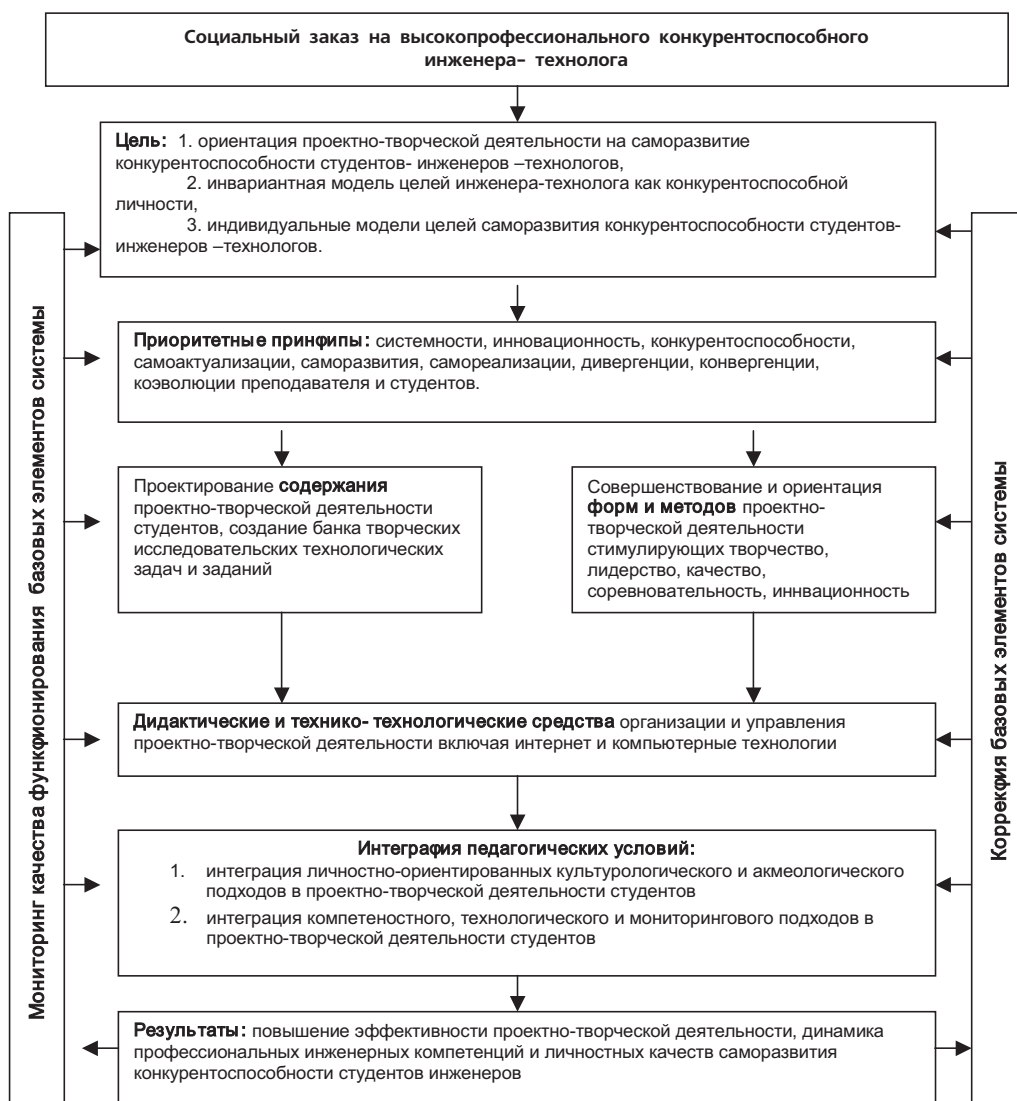 Социальный заказ на высокопрофессионального конкурентоспособного
инженера- технолога
Цель: 1. ориентация проектно-творческой деятельности на саморазвитие
конкурентоспособности студентов- инженеров –технологов,
2. инвариантная модель целей инженера-технолога как конкурентоспособной
личности,
3. индивидуальные модели целей саморазвития конкурентоспособности студентов-
инженеров –технологов.
Мониторинг качества функционирования базовых элементов системы
Приоритетные принципы: системности, инновационность, конкурентоспособности,
самоактуализации, саморазвития, самореализации, дивергенции, конвергенции,
коэволюции преподавателя и студентов.
Проектирование содержания
проектно-творческой деятельности
студентов, создание банка творческих
исследовательских технологических
задач и заданий
Совершенствование и ориентация
форм и методов проектно-
творческой деятельности
стимулирующих творчество,
лидерство, качество,
соревновательность, иннвационность
Дидактические и технико- технологические средства организации и управления
проектно-творческой деятельности включая интернет и компьютерные технологии
Интеграция педагогических условий:
1. интеграция личностно-ориентированных культурологического и акмеологического
подходов в проектно-творческой деятельности студентов
2. интеграция компетеностного, технологического и мониторингового подходов в
проектно-творческой деятельности студентов
Результаты: повышение эффективности проектно-творческой деятельности, динамика
профессиональных инженерных компетенций и личностных качеств саморазвития
конкурентоспособности студентов инженеров
Коррекция базовых элементов системы